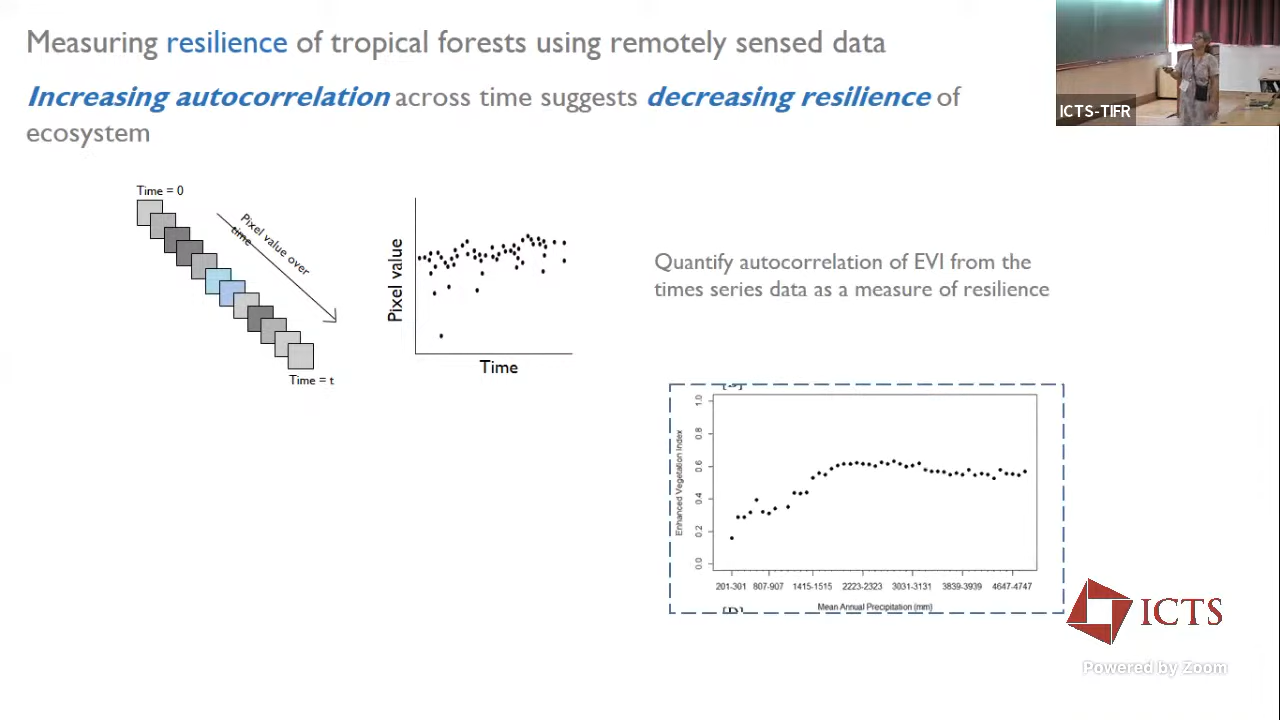 Measuring resilience of tropical forests using remotely sensed data
Increasing autocorrelation across time suggests decreasing resilience of
ecosystem
ICTS-TIFR
Time = 0
Pixel value over
time
Time = t
Pixel value
Time
Quantify autocorrelation of EVI from the
times series data as a measure of resilience
Enhanced Vegetation Index
1.0
0.8
0.6
0.4
0.2
0.0
201-301 807-907 1415-1515 2223-2323 3031-3131 3839-3939 4647-4747
Mean Annual Precipitation (mm)
ICTS
Powered by Zoom